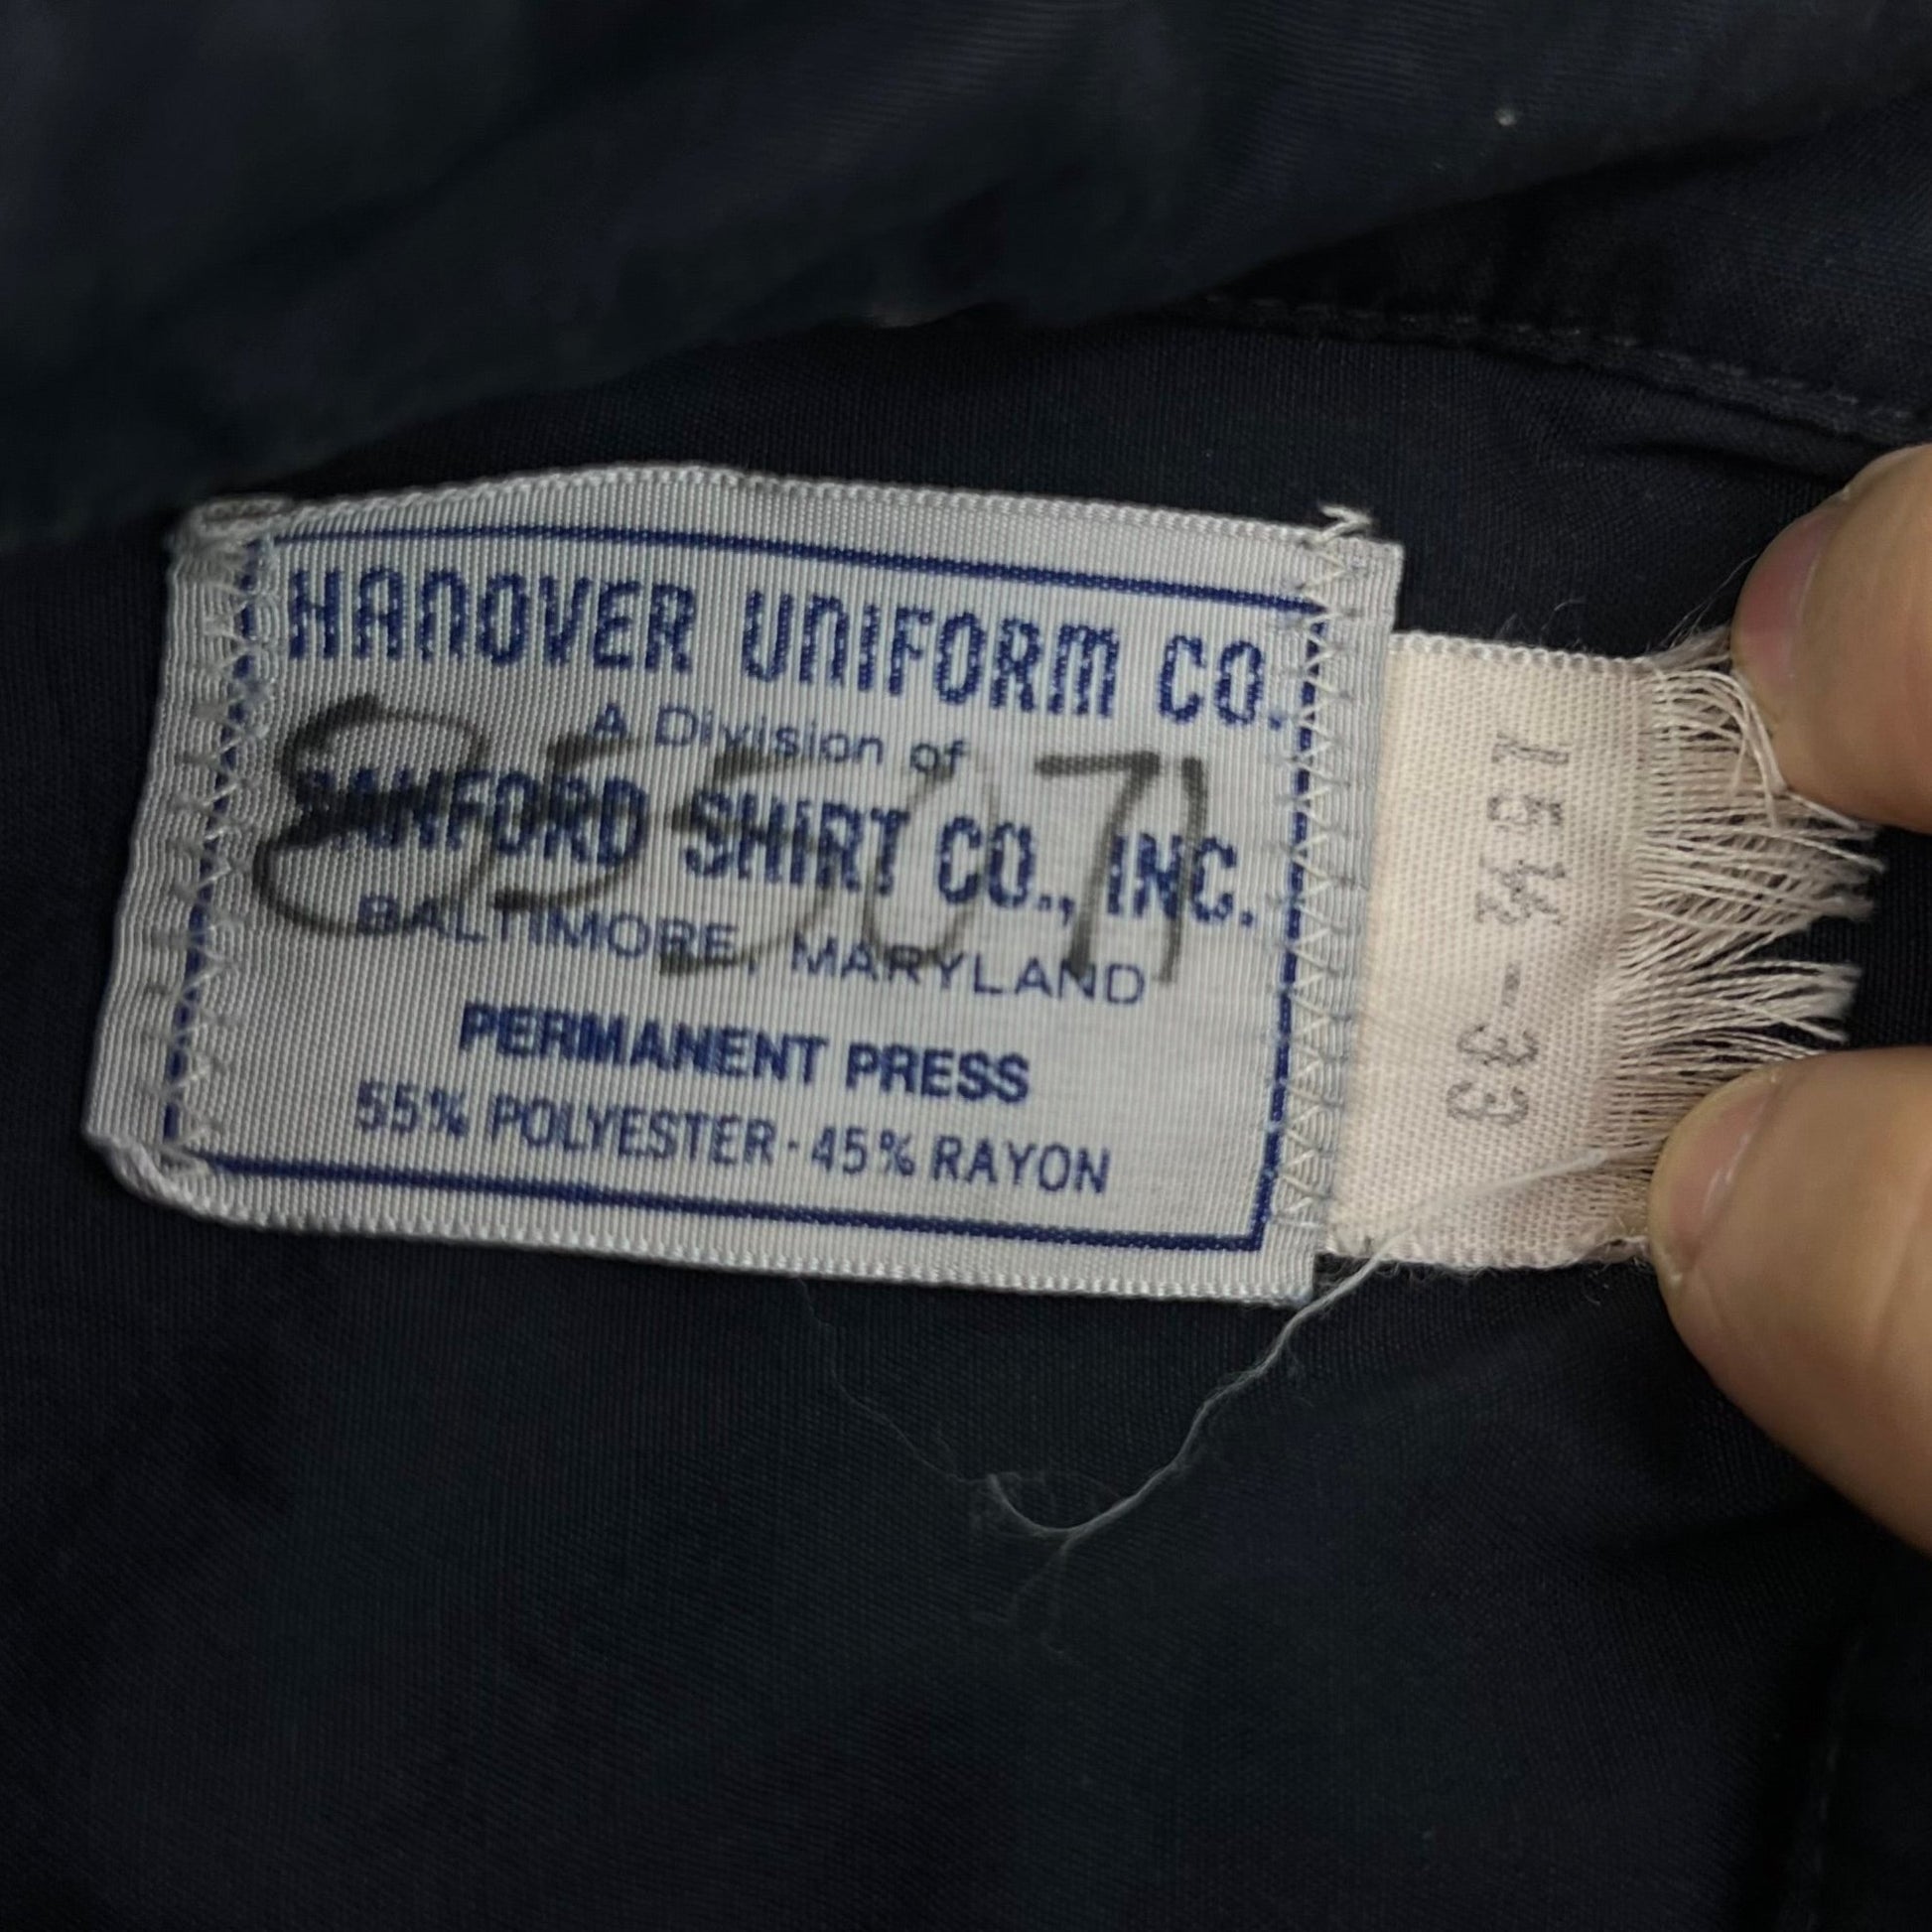 HANOVER UNIFORM CO.
A Division of
SANFORD SHIRT CO., INC.
BALTIMORE, MARYLAND
PERMANENT PRESS
55% POLYESTER - 45% RAYON
15½-33